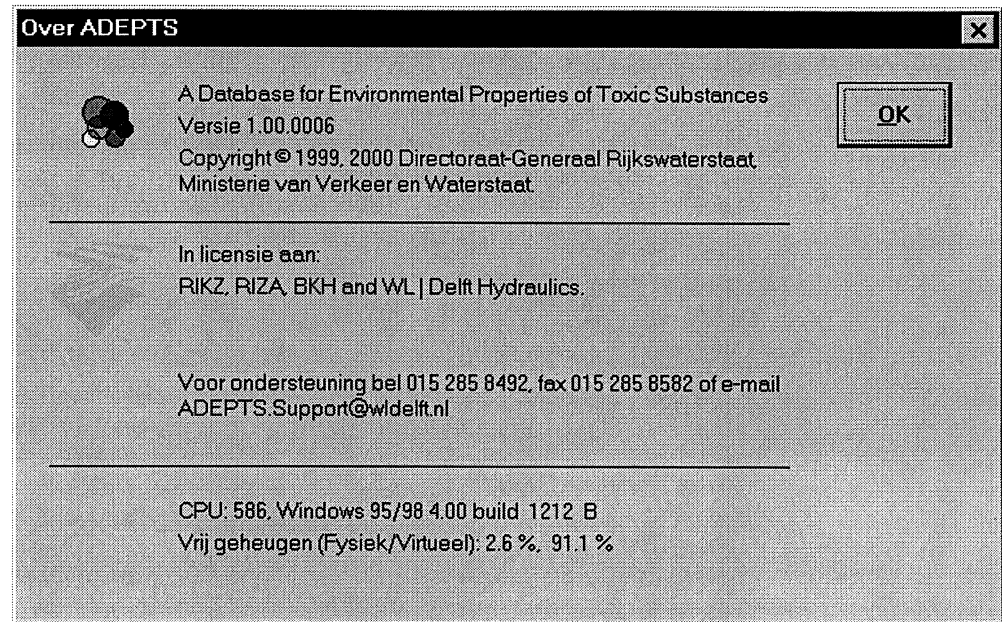 Over ADEPTS
A Database for Environmental Properties of Toxic Substances
OK
Versie 1.00.0006
Copyright © 1999, 2000 Directoraat-Generaal Rijkswaterstaat,
Ministerie van Verkeer en Waterstaat.
In licensie aan:
RIKZ, RIZA, BKH and WL | Delft Hydraulics.
Voor ondersteuning bel 015 285 8492, fax 015 285 8582 of e-mail
ADEPTS.Support@wldelft.nl
CPU: 586, Windows 95/98 4.00 build 1212 B
Vrij geheugen (Fysiek/Virtueel): 2.6 %, 91.1 %